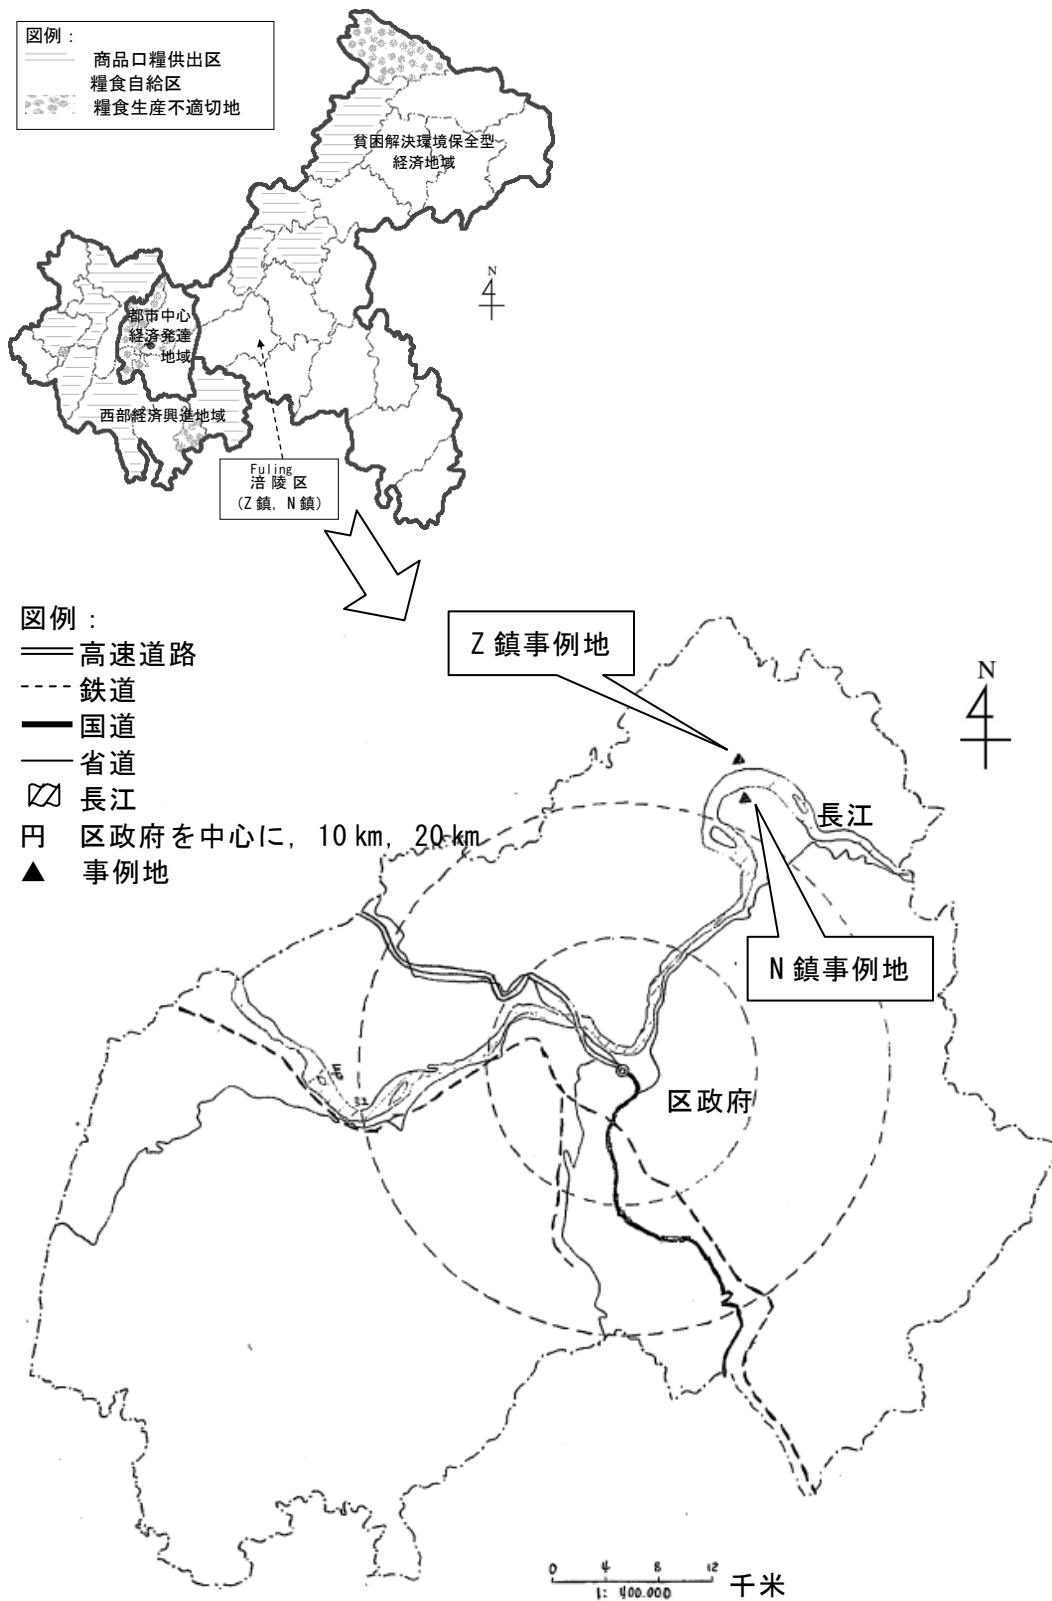 図例：
商品口糧供出区
糧食自給区
糧食生産不適切地
貧困解決環境保全型
経済地域
N
都市中心
経済発達
地域
西部経済興進地域
Fuling
涪陵区
(Z鎮, N鎮)
図例：
高速道路
鉄道
国道
省道
長江
円 区政府を中心に, 10km, 20km
▲ 事例地
Z鎮事例地
N
長江
N鎮事例地
区政府
0 4 8 12
千米
1: 400.000